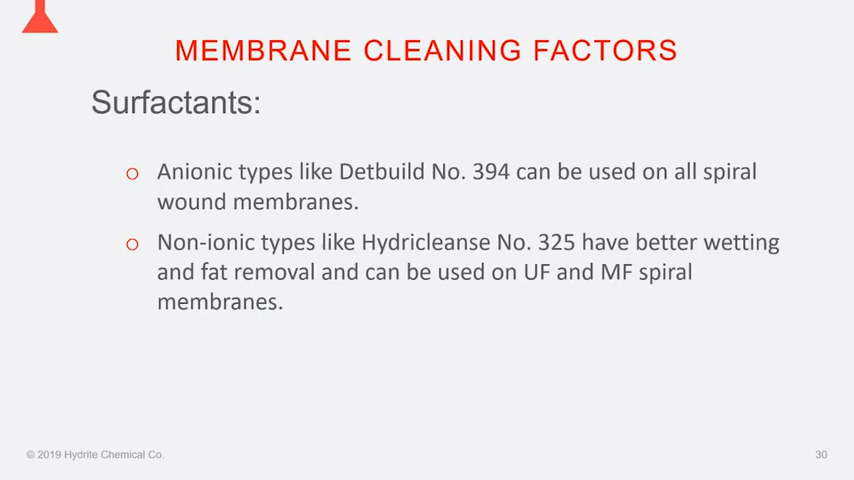 MEMBRANE CLEANING FACTORS
Surfactants:
o Anionic types like Detbuild No. 394 can be used on all spiral
wound membranes.
o Non-ionic types like Hydricleanse No. 325 have better wetting
and fat removal and can be used on UF and MF spiral
membranes.
© 2019 Hydrite Chemical Co.
30